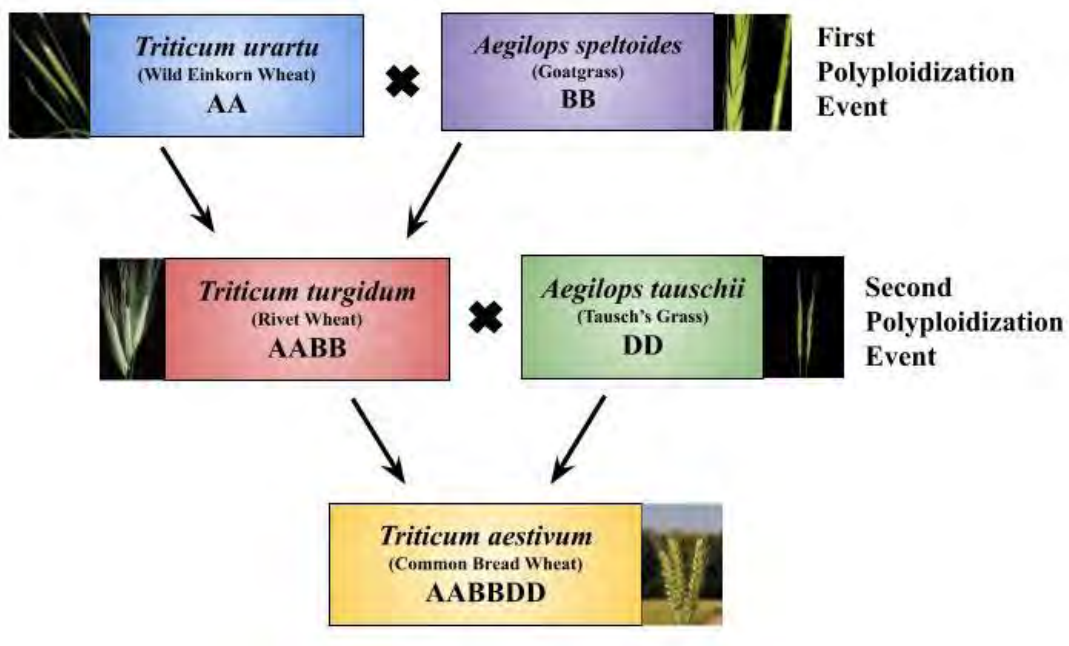 Triticum urartu
(Wild Einkorn Wheat)
AA
Aegilops speltoides
(Goatgrass)
BB
First
Polyploidization
Event
Triticum turgidum
(Rivet Wheat)
AABB
Aegilops tauschii
(Tausch's Grass)
DD
Second
Polyploidization
Event
Triticum aestivum
(Common Bread Wheat)
AABBDD